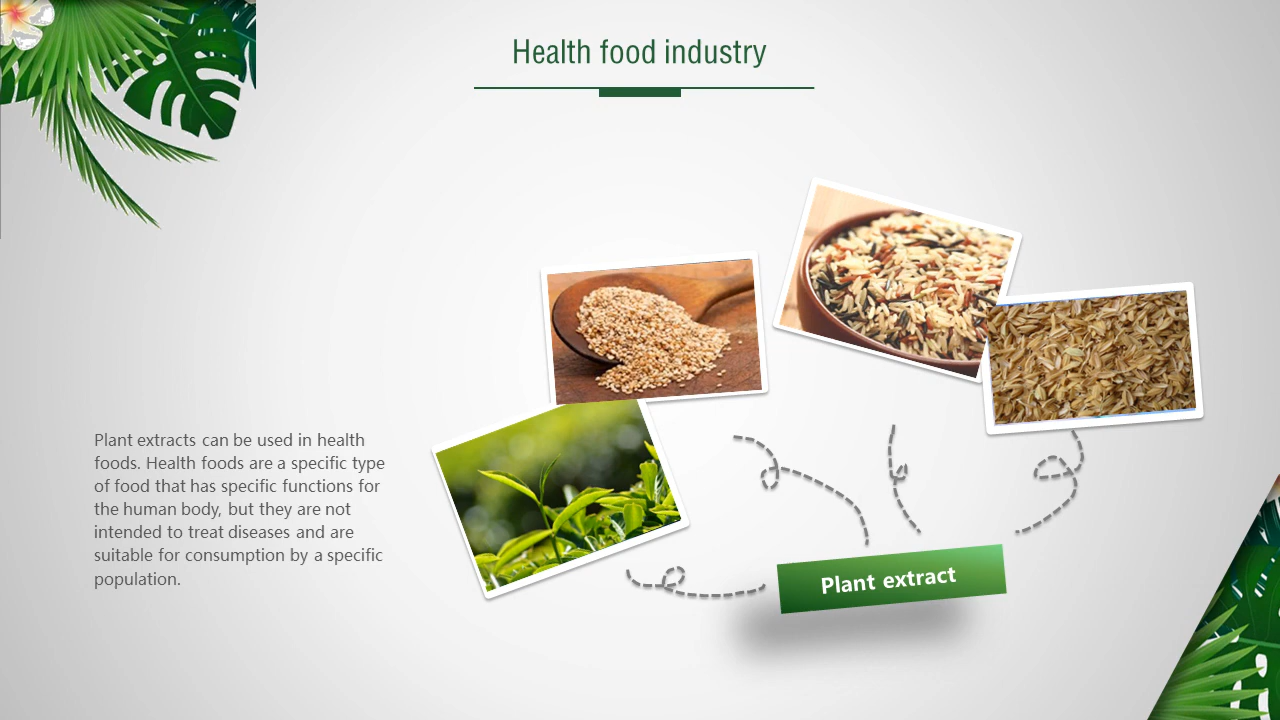 Health food industry
Plant extracts can be used in health
foods. Health foods are a specific type
of food that has specific functions for
the human body, but they are not
intended to treat diseases and are
suitable for consumption by a specific
population.
Plant extract